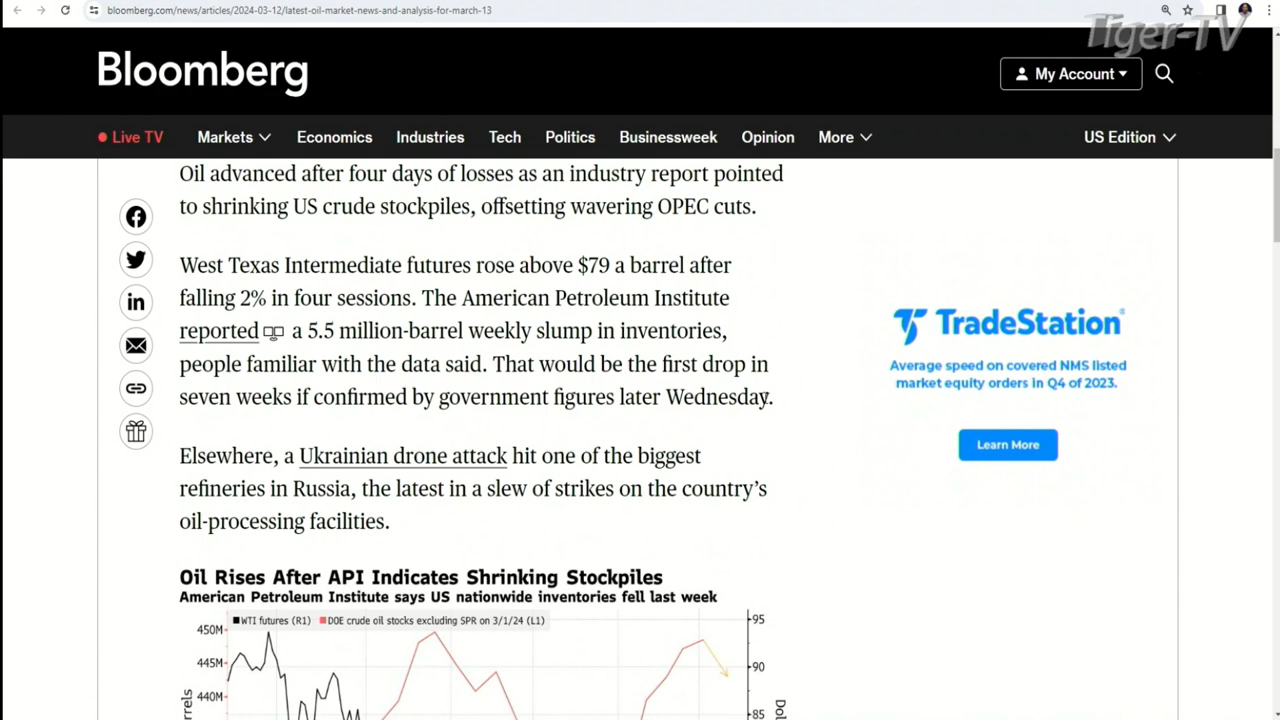 bloomberg.com/news/articles/2024-03-12/latest-oil-market-news-and-analysis-for-march-13
Tiger-TV
Bloomberg
My Account
Live TV
Markets
Economics
Industries
Tech
Politics
Businessweek
Opinion
More
US Edition
Oil advanced after four days of losses as an industry report pointed
to shrinking US crude stockpiles, offsetting wavering OPEC cuts.
West Texas Intermediate futures rose above $79 a barrel after
falling 2% in four sessions. The American Petroleum Institute
reported a 5.5 million-barrel weekly slump in inventories,
people familiar with the data said. That would be the first drop in
seven weeks if confirmed by government figures later Wednesday.
Elsewhere, a Ukrainian drone attack hit one of the biggest
refineries in Russia, the latest in a slew of strikes on the country’s
oil-processing facilities.
TradeStation®
Average speed on covered NMS listed
market equity orders in Q4 of 2023.
Learn More
Oil Rises After API Indicates Shrinking Stockpiles
American Petroleum Institute says US nationwide inventories fell last week
WTI futures (R1) DOE crude oil stocks excluding SPR on 3/1/24 (L1)
450M
445M
440M
95
90
85